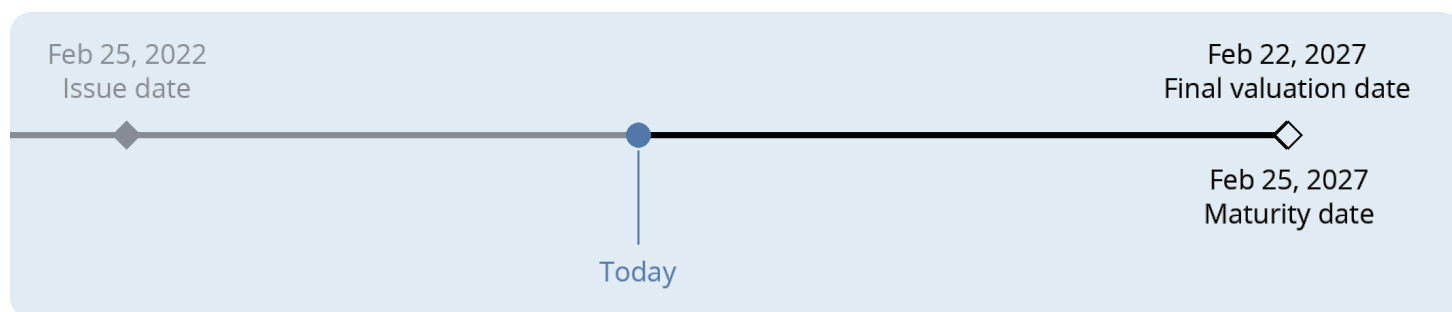 Feb 25, 2022
Issue date
Feb 22, 2027
Final valuation date
Feb 25, 2027
Maturity date
Today